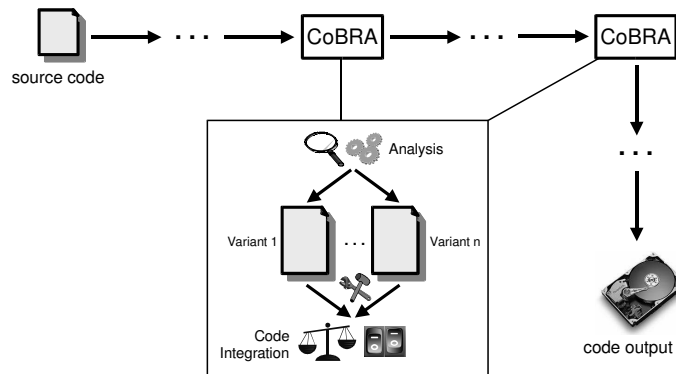 ...
CoBRA
...
CoBRA
source code
Analysis
...
Variant 1
...
Variant n
Code
Integration
code output